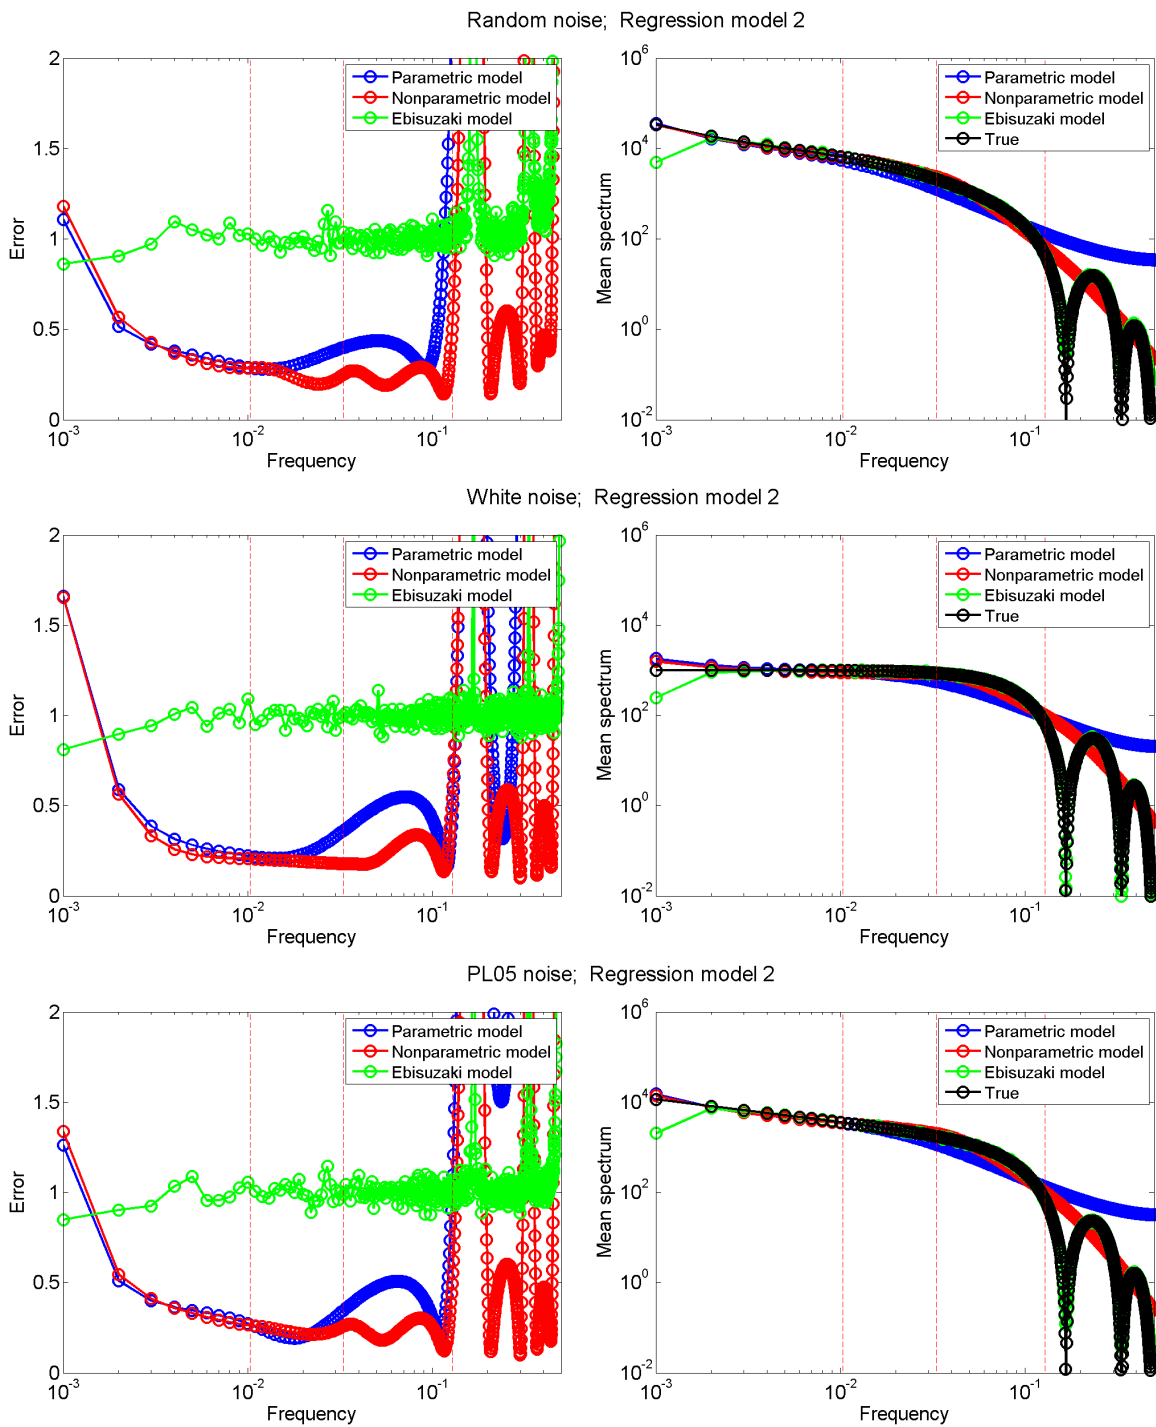 Random noise;  Regression model 2
2
1.5
1
0.5
0
Error
10^-3
10^-2
10^-1
Frequency
Parametric model
Nonparametric model
Ebisuzaki model
10^6
10^4
10^2
10^0
10^-2
Mean spectrum
10^-3
10^-2
10^-1
Frequency
Parametric model
Nonparametric model
Ebisuzaki model
True
White noise;  Regression model 2
2
1.5
1
0.5
0
Error
10^-3
10^-2
10^-1
Frequency
Parametric model
Nonparametric model
Ebisuzaki model
10^6
10^4
10^2
10^0
10^-2
Mean spectrum
10^-3
10^-2
10^-1
Frequency
Parametric model
Nonparametric model
Ebisuzaki model
True
PL05 noise;  Regression model 2
2
1.5
1
0.5
0
Error
10^-3
10^-2
10^-1
Frequency
Parametric model
Nonparametric model
Ebisuzaki model
10^6
10^4
10^2
10^0
10^-2
Mean spectrum
10^-3
10^-2
10^-1
Frequency
Parametric model
Nonparametric model
Ebisuzaki model
True